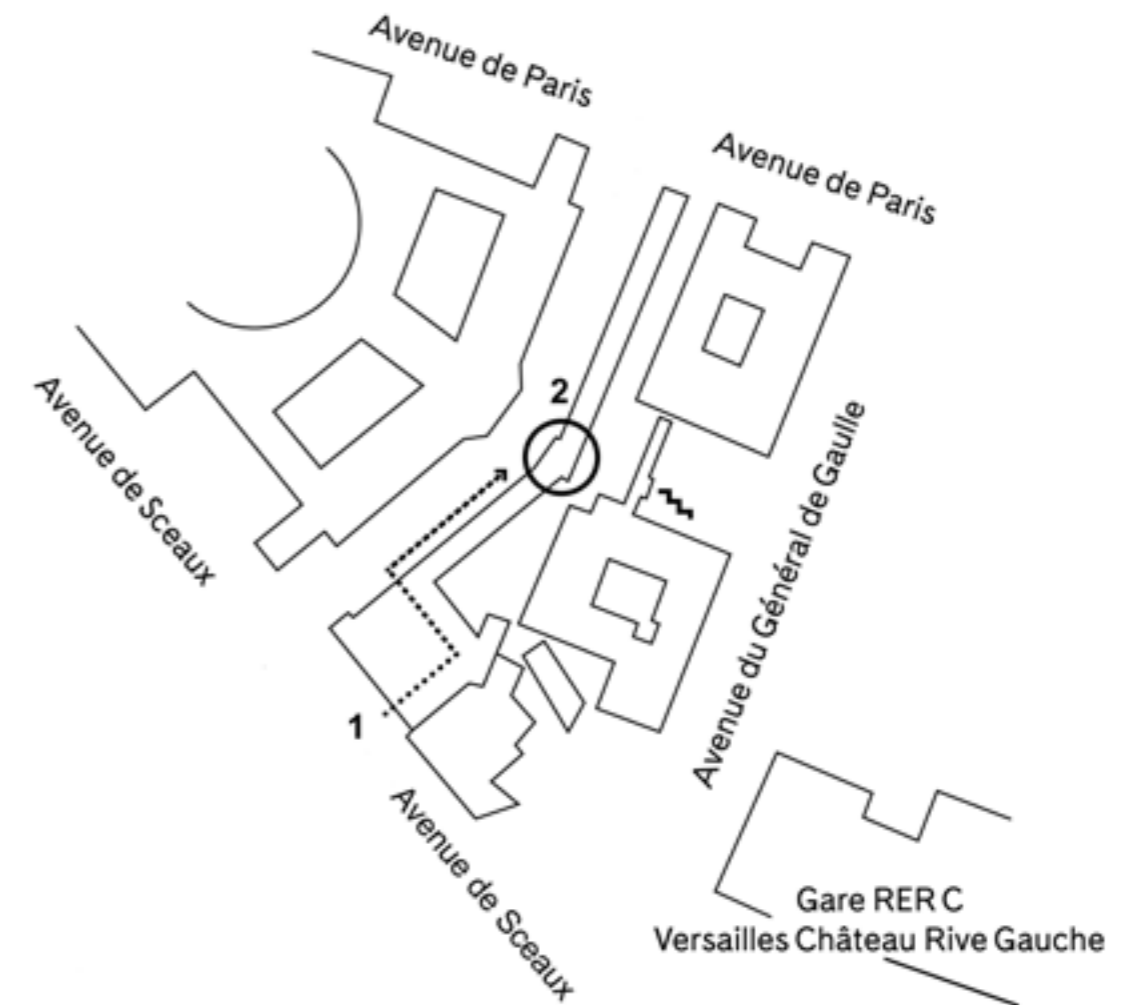 Avenue de Paris
Avenue de Paris
2
Avenue de Sceaux
Avenue du Général de Gaulle
1
Avenue de Sceaux
Gare RER C
Versailles Château Rive Gauche